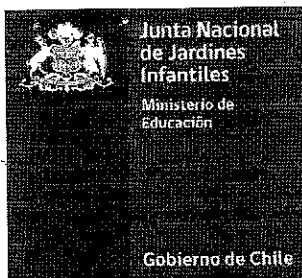 Junta Nacional
de Jardines
Infantiles
Ministerio de
Educación
Gobierno de Chile